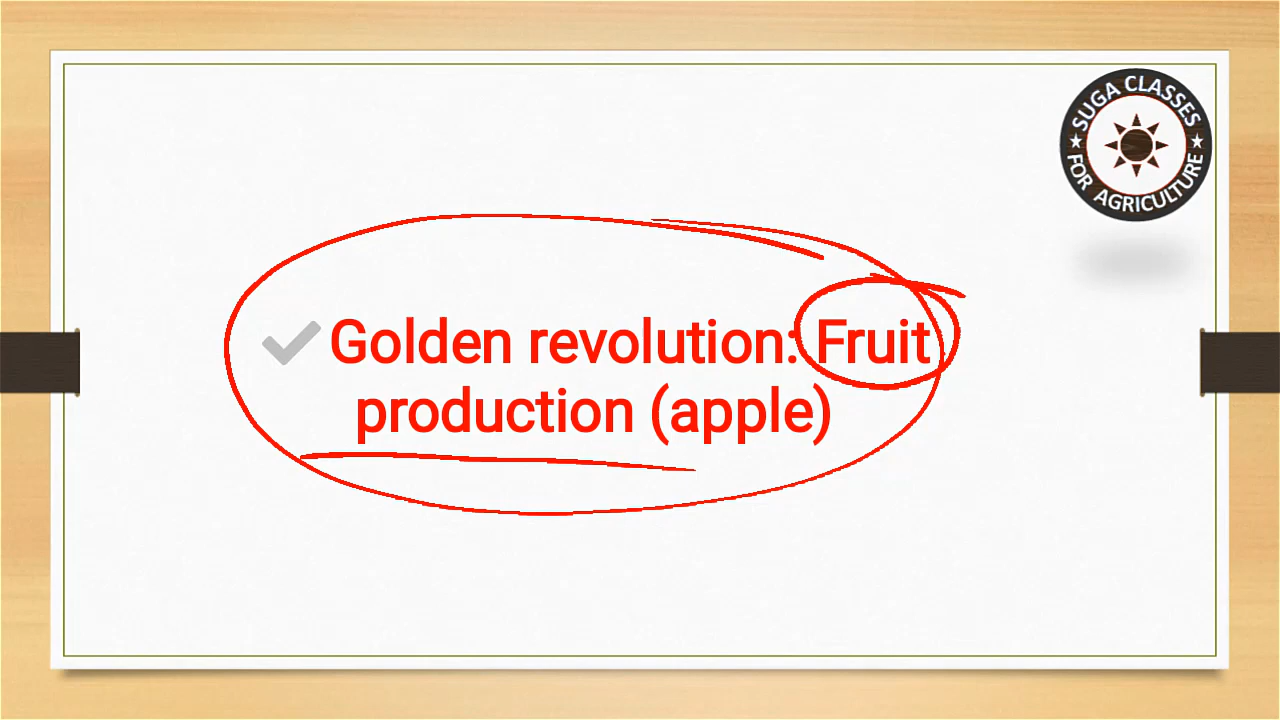 SUGA CLASSES
FOR AGRICULTURE
Golden revolution: Fruit
production (apple)